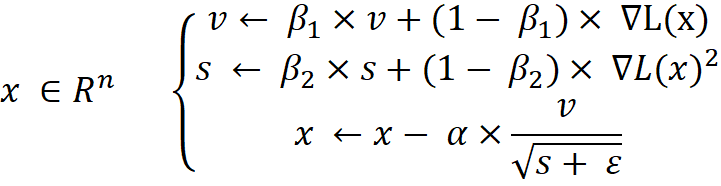 v ← β₁ × v + (1 − β₁) × ∇L(x)
x ∈ Rⁿ
s ← β₂ × s + (1 − β₂) × ∇L(x)²
x ← x − α × v / √(s + ε)